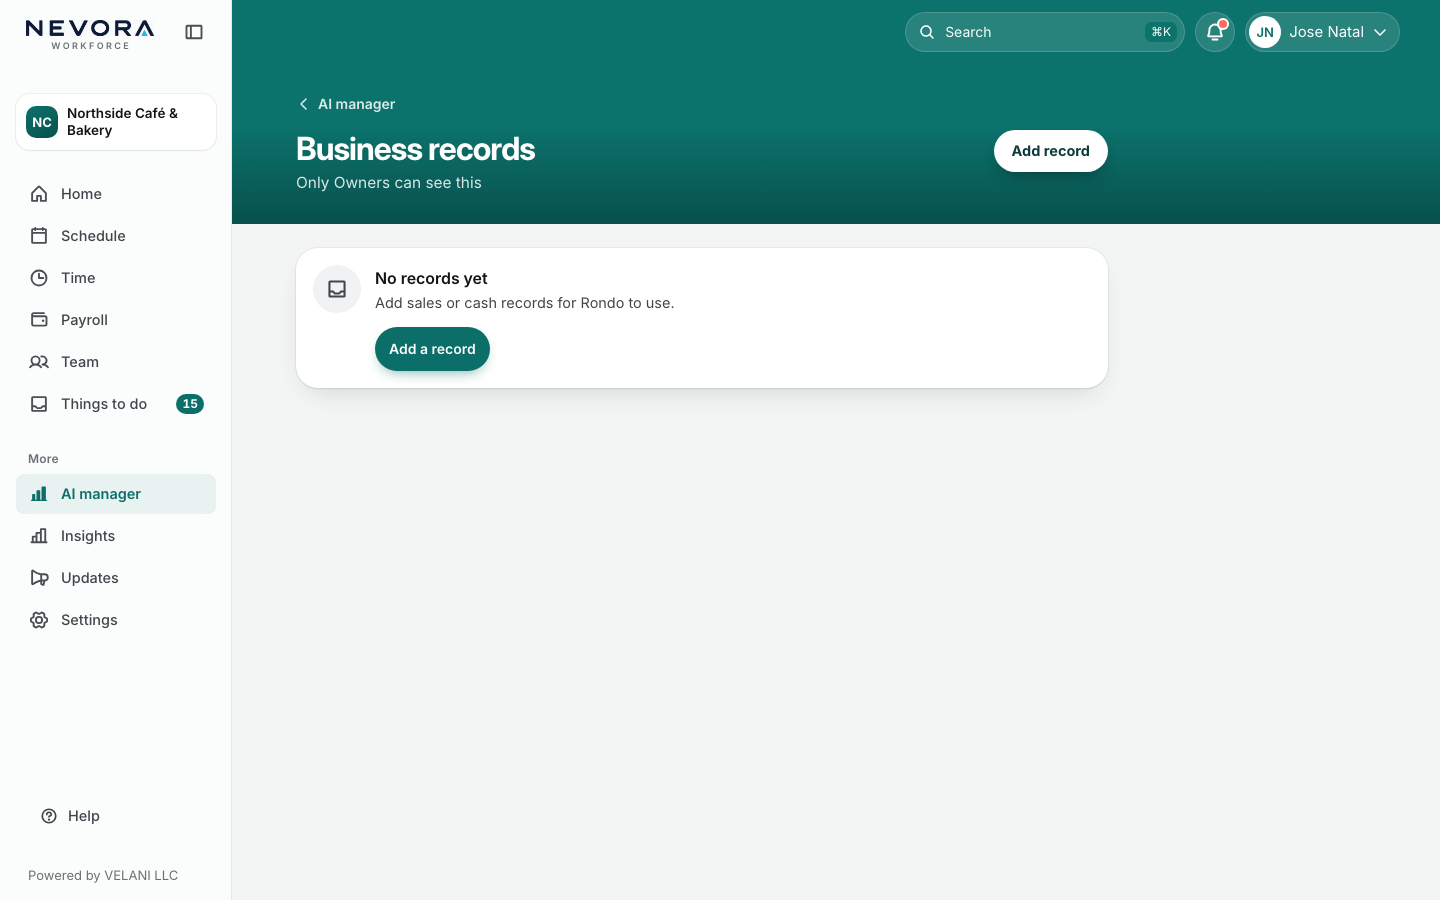 NEVORA
WORKFORCE
Northside Café &
Bakery
NC
Home
Schedule
Time
Payroll
Team
Things to do
15
More
AI manager
Insights
Updates
Settings
Help
Powered by VELANI LLC
Search
⌘K
JN
Jose Natal
AI manager
Business records
Only Owners can see this
Add record
No records yet
Add sales or cash records for Rondo to use.
Add a record